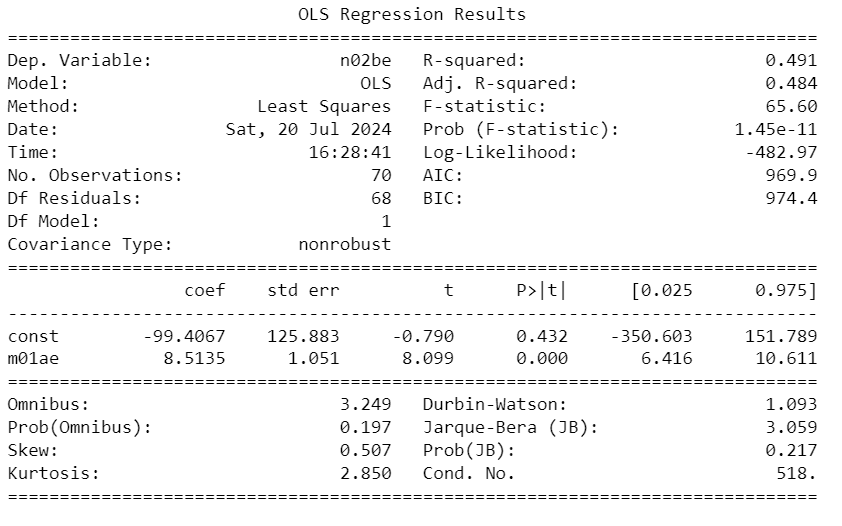 OLS Regression Results
==============================================================================
Dep. Variable: n02be R-squared: 0.491
Model: OLS Adj. R-squared: 0.484
Method: Least Squares F-statistic: 65.60
Date: Sat, 20 Jul 2024 Prob (F-statistic): 1.45e-11
Time: 16:28:41 Log-Likelihood: -482.97
No. Observations: 70 AIC: 969.9
Df Residuals: 68 BIC: 974.4
Df Model: 1
Covariance Type: nonrobust
==============================================================================
coef std err t P>|t| [0.025 0.975]
------------------------------------------------------------------------------
const -99.4067 125.883 -0.790 0.432 -350.603 151.789
m01ae 8.5135 1.051 8.099 0.000 6.416 10.611
==============================================================================
Omnibus: 3.249 Durbin-Watson: 1.093
Prob(Omnibus): 0.197 Jarque-Bera (JB): 3.059
Skew: 0.507 Prob(JB): 0.217
Kurtosis: 2.850 Cond. No. 518.
==============================================================================